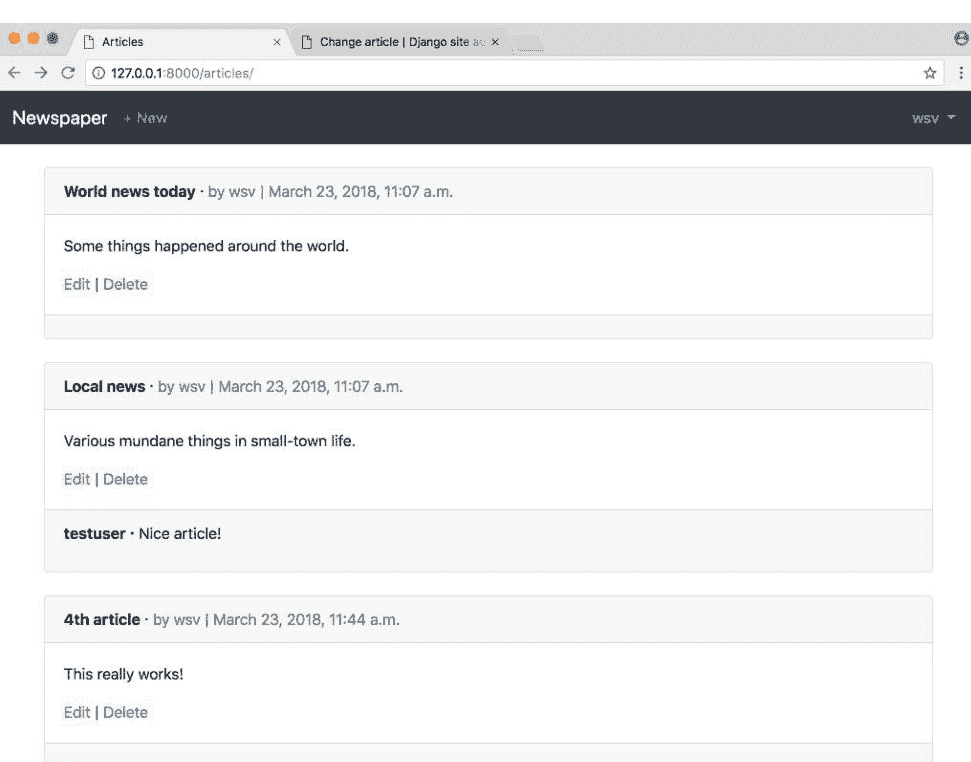 Articles
Change article | Django site
127.0.0.1:8000/articles/
Newspaper + New wsv
World news today · by wsv | March 23, 2018, 11:07 a.m.
Some things happened around the world.
Edit | Delete
Local news · by wsv | March 23, 2018, 11:07 a.m.
Various mundane things in small-town life.
Edit | Delete
testuser · Nice article!
4th article · by wsv | March 23, 2018, 11:44 a.m.
This really works!
Edit | Delete